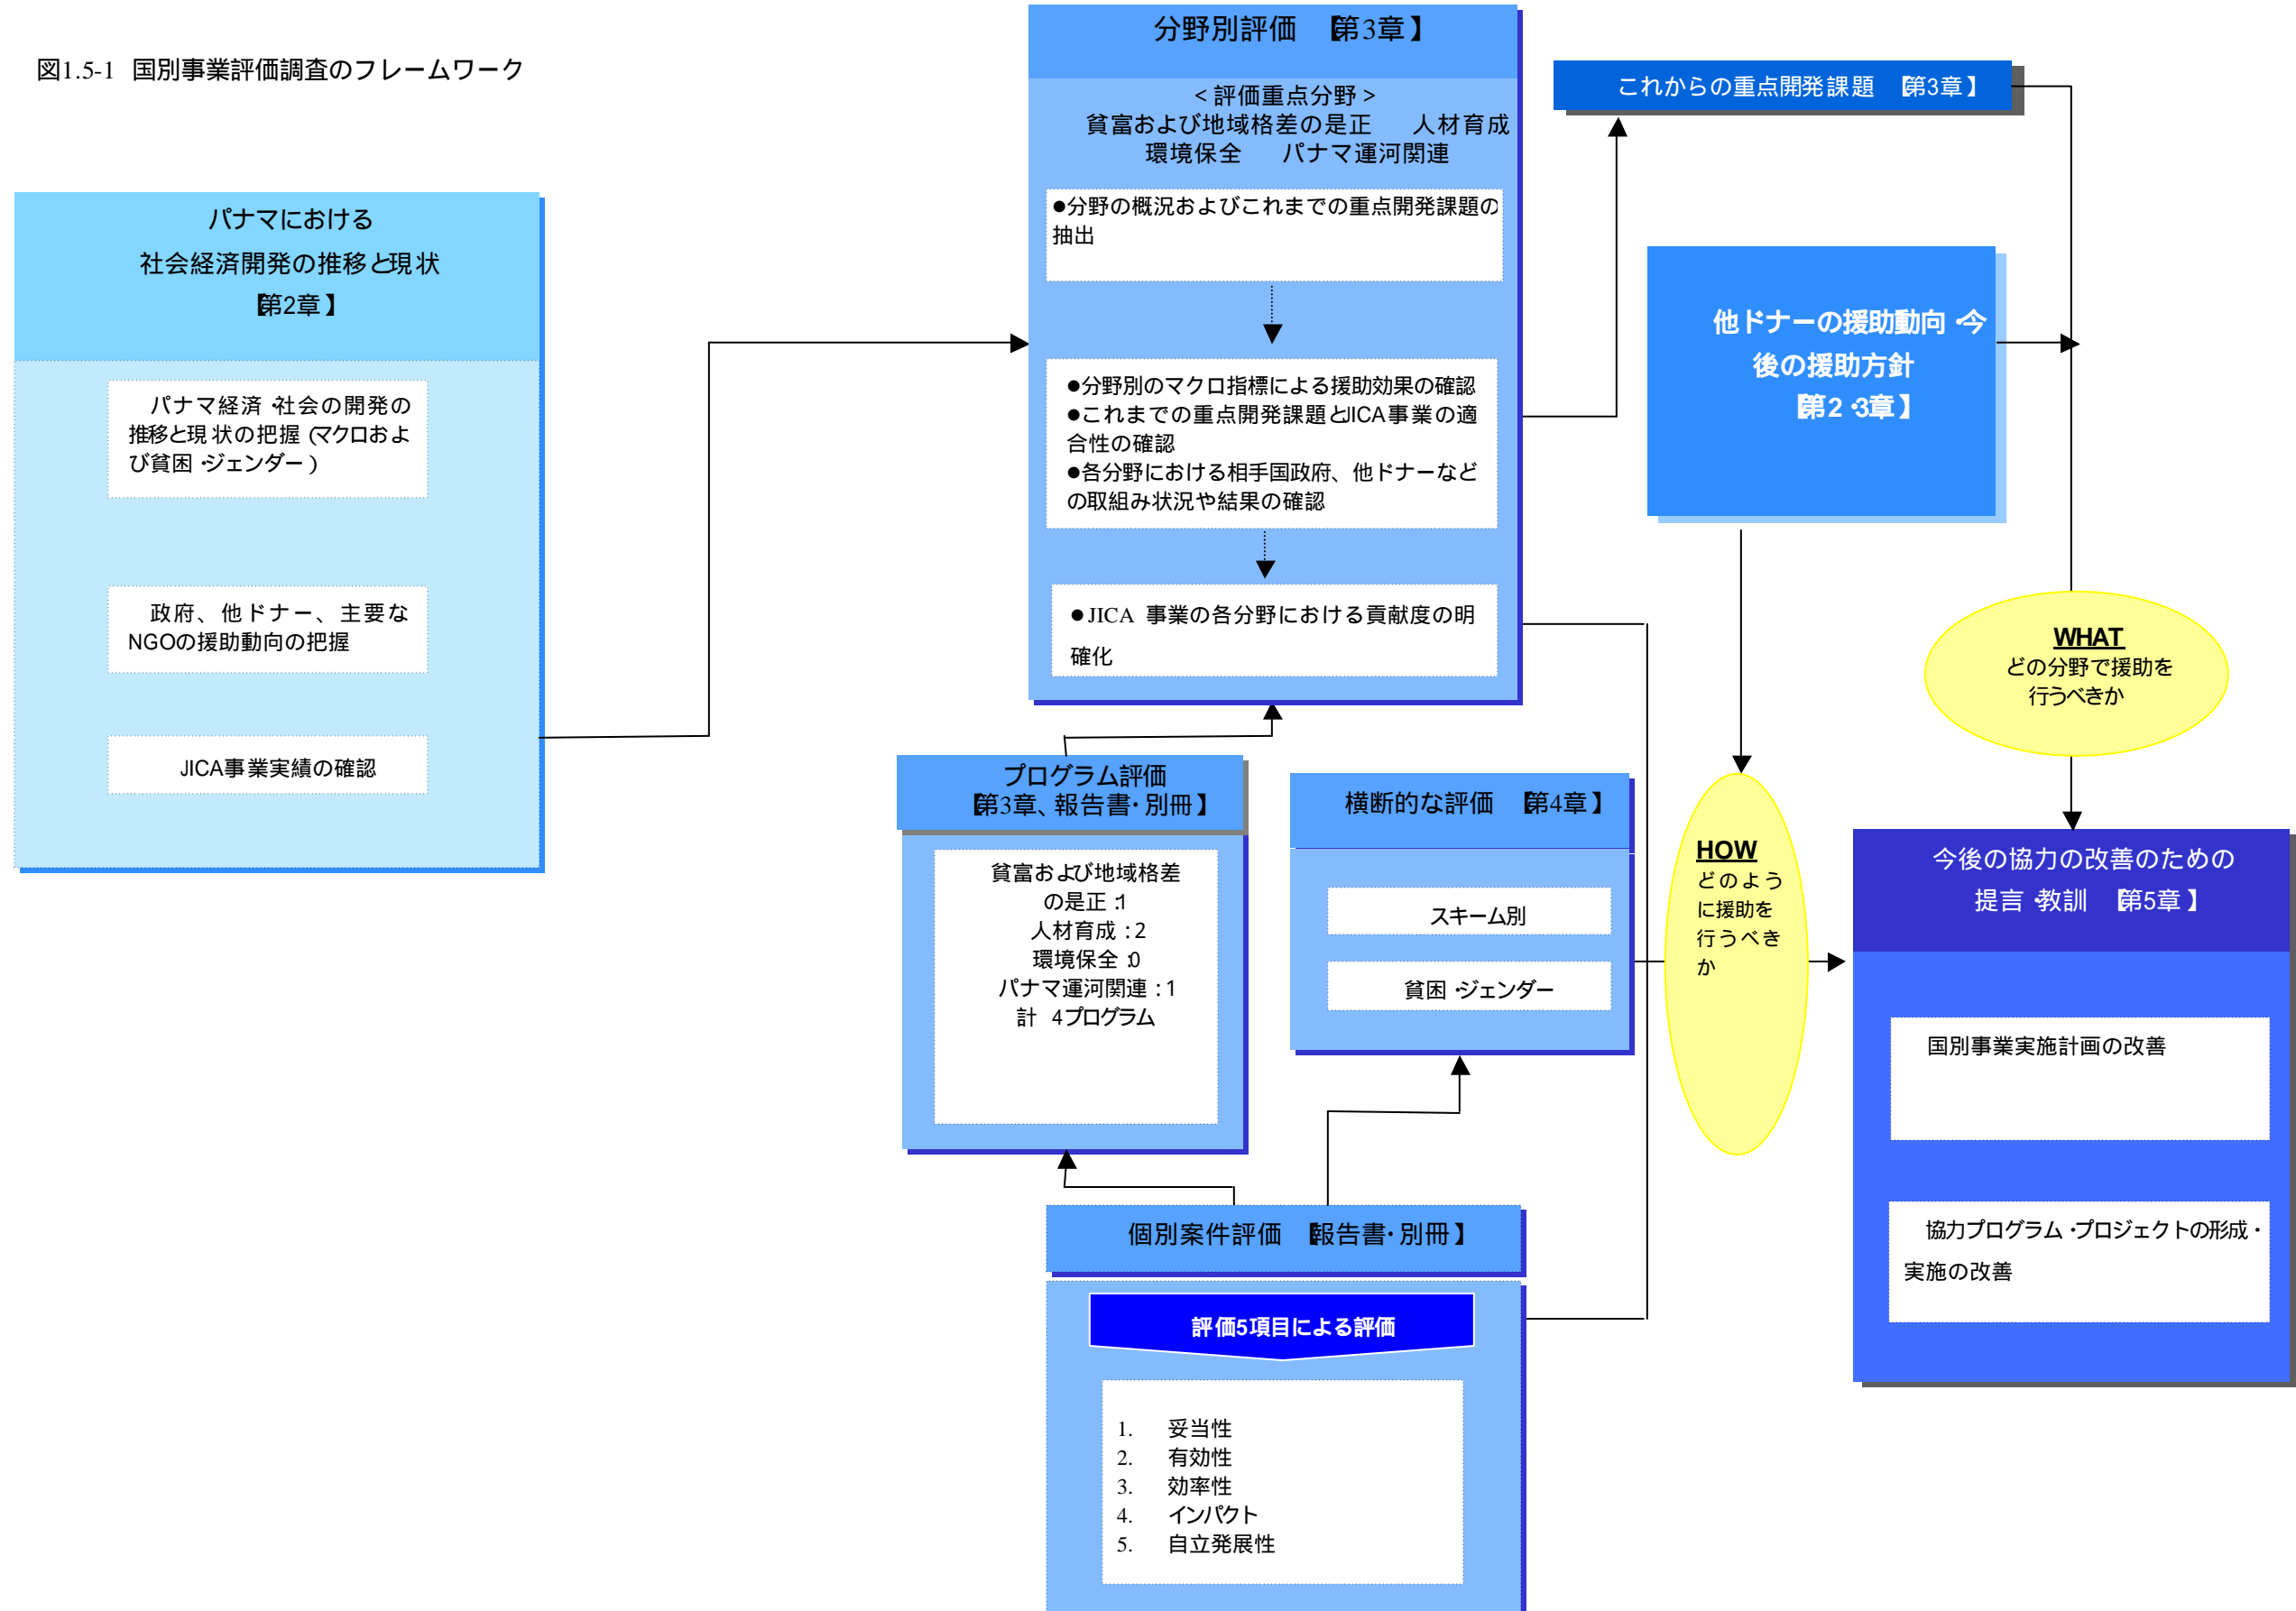 図1.5-1 国別事業評価調査のフレームワーク
パナマにおける
社会経済開発の推移と現状
【第2章】
パナマ経済・社会の開発の
推移と現状の把握（マクロおよ
び貧困・ジェンダー）
政府、他ドナー、主要な
NGOの援助動向の把握
JICA事業実績の確認
分野別評価 【第3章】
＜評価重点分野＞
貧富および地域格差の是正 人材育成
環境保全 パナマ運河関連
●分野の概況およびこれまでの重点開発課題の
抽出
●分野別のマクロ指標による援助効果の確認
●これまでの重点開発課題とJICA事業の適
合性の確認
●各分野における相手国政府、他ドナーなど
の取組み状況や結果の確認
●JICA 事業の各分野における貢献度の明
確化
プログラム評価
【第3章、報告書・別冊】
貧富および地域格差
の是正：1
人材育成：2
環境保全：0
パナマ運河関連：1
計 4プログラム
横断的な評価 【第4章】
スキーム別
貧困・ジェンダー
個別案件評価 【報告書・別冊】
評価5項目による評価
1. 妥当性
2. 有効性
3. 効率性
4. インパクト
5. 自立発展性
これからの重点開発課題 【第3章】
他ドナーの援助動向・今
後の援助方針
【第2・3章】
WHAT
どの分野で援助を
行うべきか
HOW
どのよう
に援助を
行うべき
か
今後の協力の改善のための
提言・教訓 【第5章】
国別事業実施計画の改善
協力プログラム・プロジェクトの形成・
実施の改善